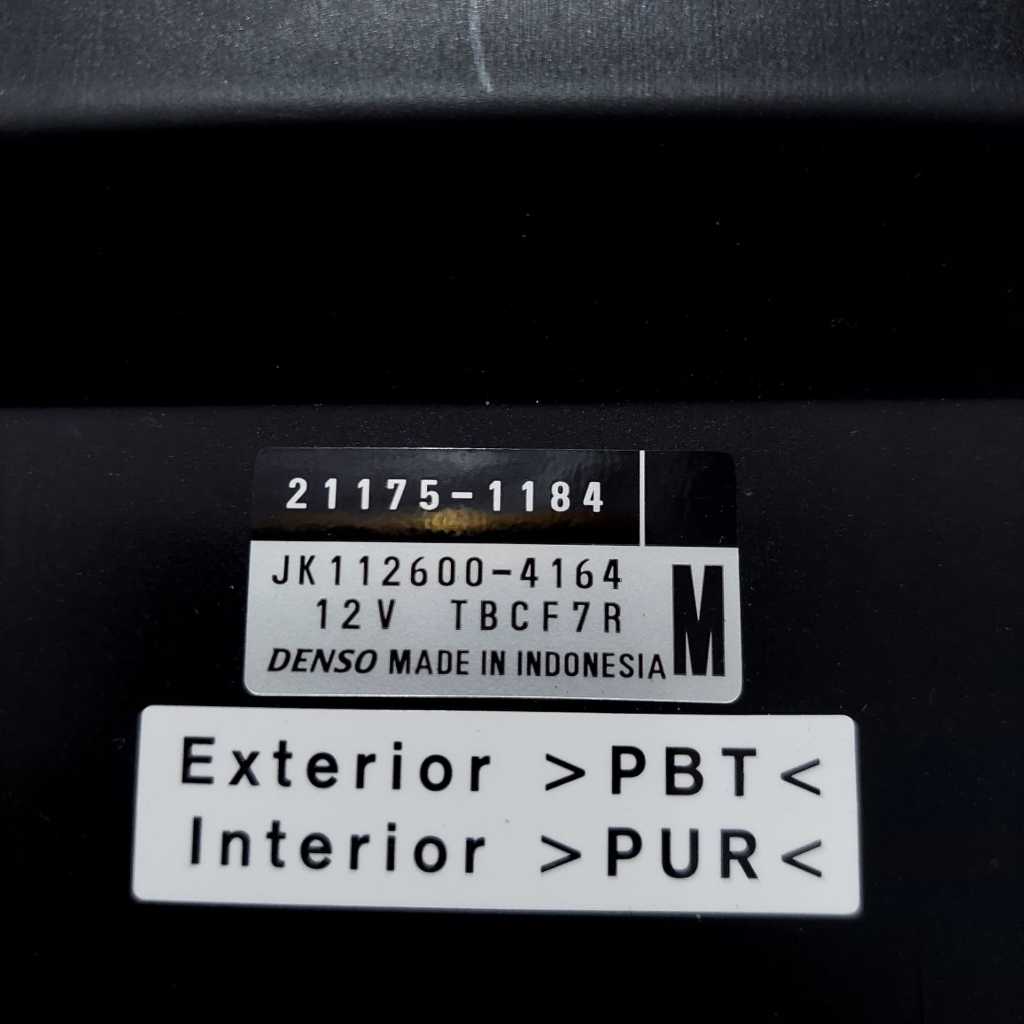 21175-1184
JK112600-4164
12V TBCF7R
M
DENSO MADE IN INDONESIA
Exterior >PBT<
Interior >PUR<